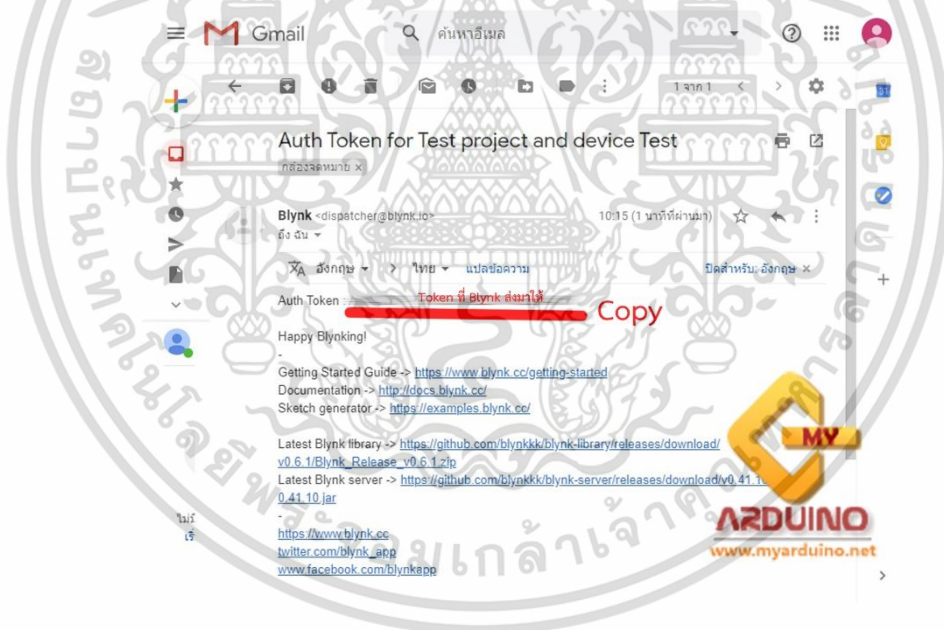 Gmail
ค้นหาอีเมล
1 จาก 1
Auth Token for Test project and device Test
กล่องจดหมาย ×
Blynk <dispatcher@blynk.io>
10:15 (1 นาทีที่ผ่านมา)
ถึง ฉัน
อังกฤษ
ไทย
แปลข้อความ
ปิดสำหรับ: อังกฤษ ×
Auth Token :
Token ที่ Blynk ส่งมาให้
Copy
Happy Blynking!
-
Getting Started Guide -> https://www.blynk.cc/getting-started
Documentation -> http://docs.blynk.cc/
Sketch generator -> https://examples.blynk.cc/
Latest Blynk library -> https://github.com/blynkkk/blynk-library/releases/download/
v0.6.1/Blynk_Release_v0.6.1.zip
Latest Blynk server -> https://github.com/blynkkk/blynk-server/releases/download/v0.41.10
0.41.10.jar
-
https://www.blynk.cc
twitter.com/blynk_app
www.facebook.com/blynkapp
MY
ARDUINO
www.myarduino.net